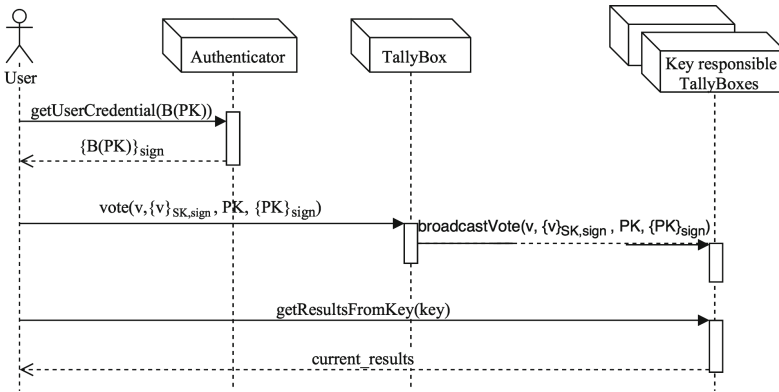 User
Authenticator
TallyBox
Key responsible
TallyBoxes
getUserCredential(B(PK))
{B(PK)}sign
vote(v,{v}SK,sign , PK, {PK}sign)
broadcastVote(v, {v}SK,sign , PK, {PK}sign)
getResultsFromKey(key)
current_results